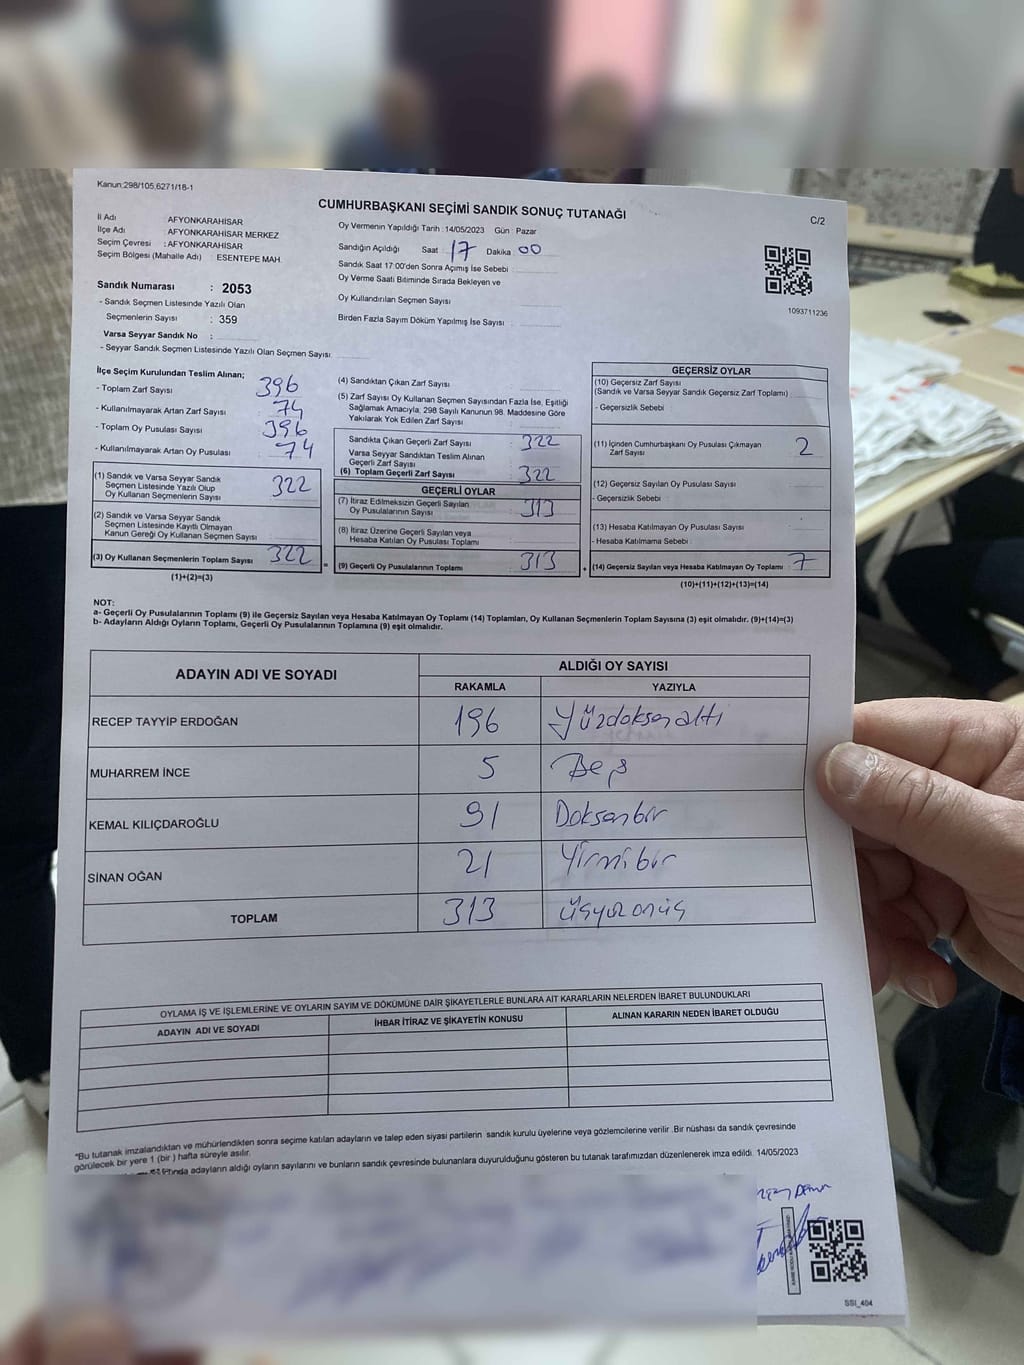 Kanun:298/105,6271/18-1
CUMHURBAŞKANI SEÇİMİ SANDIK SONUÇ TUTANAĞI
C/2
İl Adı : AFYONKARAHİSAR
İlçe Adı : AFYONKARAHİSAR MERKEZ
Seçim Çevresi : AFYONKARAHİSAR
Seçim Bölgesi (Mahalle Adı) : ESENTEPE MAH.
Oy Vermenin Yapıldığı Tarih : 14/05/2023 Gün : Pazar
Sandığın Açıldığı Saat : 17 Dakika : 00
Sandık Saat 17:00'den Sonra Açımış İse Sebebi :
Oy Verme Saati Bitiminde Sırada Bekleyen ve
Oy Kullandırılan Seçmen Sayısı :
Birden Fazla Sayım Döküm Yapılmış İse Sayısı :
1093711236
Sandık Numarası : 2053
- Sandık Seçmen Listesinde Yazılı Olan
Seçmenlerin Sayısı : 359
Varsa Seyyar Sandık No :
- Seyyar Sandık Seçmen Listesinde Yazılı Olan Seçmen Sayısı:
İlçe Seçim Kurulundan Teslim Alınan;
- Toplam Zarf Sayısı : 396
- Kullanılmayarak Artan Zarf Sayısı : 74
- Toplam Oy Pusulası Sayısı : 396
- Kullanılmayarak Artan Oy Pusulası : 74
(1) Sandık ve Varsa Seyyar Sandık
Seçmen Listesinde Yazılı Olup
Oy Kullanan Seçmenlerin Sayısı : 322
(2) Sandık ve Varsa Seyyar Sandık
Seçmen Listesinde Kayıtlı Olmayan
Kanun Gereği Oy Kullanan Seçmen Sayısı :
(3) Oy Kullanan Seçmenlerin Toplam Sayısı : 322
(1)+(2)=(3)
(4) Sandıktan Çıkan Zarf Sayısı :
(5) Zarf Sayısı Oy Kullanan Seçmen Sayısından Fazla İse, Eşitliği
Sağlamak Amacıyla, 298 Sayılı Kanunun 98. Maddesine Göre
Yakılarak Yok Edilen Zarf Sayısı :
Sandıkta Çıkan Geçerli Zarf Sayısı : 322
Varsa Seyyar Sandıktan Teslim Alınan
Geçerli Zarf Sayısı :
(6) Toplam Geçerli Zarf Sayısı : 322
GEÇERLİ OYLAR
(7) İtiraz Edilmeksizin Geçerli Sayılan
Oy Pusulalarının Sayısı : 313
(8) İtiraz Üzerine Geçerli Sayılan veya
Hesaba Katılan Oy Pusulası Toplamı :
(9) Geçerli Oy Pusulalarının Toplamı : 313
GEÇERSİZ OYLAR
(10) Geçersiz Zarf Sayısı
(Sandık ve Varsa Seyyar Sandık Geçersiz Zarf Toplamı) :
- Geçersizlik Sebebi :
(11) İçinden Cumhurbaşkanı Oy Pusulası Çıkmayan
Zarf Sayısı : 2
(12) Geçersiz Sayılan Oy Pusulası Sayısı :
- Geçersizlik Sebebi :
(13) Hesaba Katılmayan Oy Pusulası Sayısı :
- Hesaba Katılmama Sebebi :
(14) Geçersiz Sayılan veya Hesaba Katılmayan Oy Toplamı : 7
(10)+(11)+(12)+(13)=(14)
NOT:
a- Geçerli Oy Pusulalarının Toplamı (9) ile Geçersiz Sayılan veya Hesaba Katılmayan Oy Toplamı (14) Toplamları, Oy Kullanan Seçmenlerin Toplam Sayısına (3) eşit olmalıdır. (9)+(14)=(3)
b- Adayların Aldığı Oyların Toplamı, Geçerli Oy Pusulalarının Toplamına (9) eşit olmalıdır.
ADAYIN ADI VE SOYADI
ALDIĞI OY SAYISI
RAKAMLA YAZIYLA
RECEP TAYYİP ERDOĞAN 196 Yüzdoksanaltı
MUHARREM İNCE 5 Beş
KEMAL KILIÇDAROĞLU 91 Doksanbir
SİNAN OĞAN 21 Yirmibir
TOPLAM 313 üçyüzonüç
OYLAMA İŞ VE İŞLEMLERİNE VE OYLARIN SAYIM VE DÖKÜMÜNE DAİR ŞİKAYETLERLE BUNLARA AİT KARARLARIN NELERDEN İBARET BULUNDUKLARI
ADAYIN ADI VE SOYADI İHBAR İTİRAZ VE ŞİKAYETİN KONUSU ALINAN KARARIN NEDEN İBARET OLDUĞU
*Bu tutanak imzalandıktan ve mühürlendikten sonra seçime katılan adayların ve talep eden siyasi partilerin sandık kurulu üyelerine veya gözlemcilerine verilir .Bir nüshası da sandık çevresinde
görülecek bir yere 1 (bir ) hafta süreyle asılır.
adayların aldığı oyların sayılarını ve bunların sandık çevresinde bulunanlara duyurulduğunu gösteren bu tutanak tarafımızdan düzenlenerek imza edildi. 14/05/2023
SSI_404